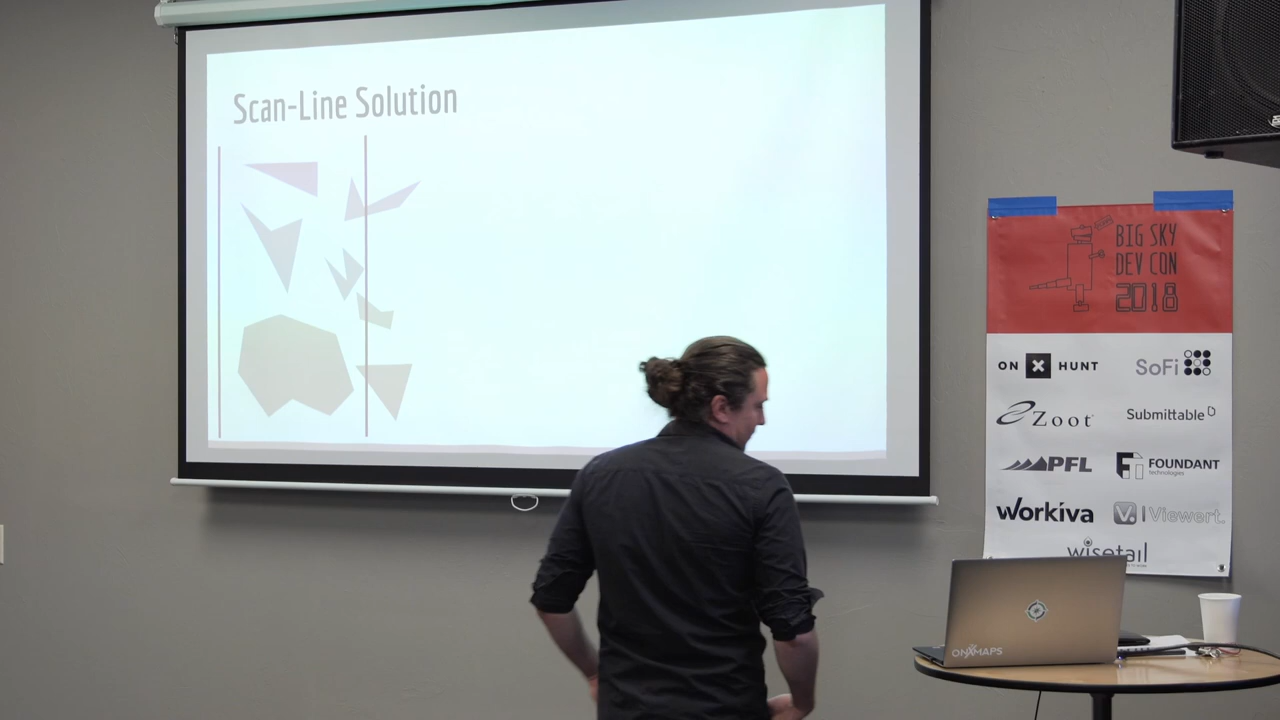 Scan-Line Solution
BIG SKY
DEV CON
2018
ON X HUNT
SoFi
Zoot
Submittable
PFL
FOUNDANT
technologies
Workiva
V. Viewert.
wisetail
ONXMAPS